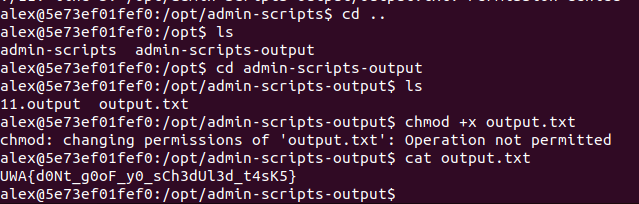 alex@5e73ef01fef0:/opt/admin-scripts$ cd ..
alex@5e73ef01fef0:/opt$ ls
admin-scripts  admin-scripts-output
alex@5e73ef01fef0:/opt$ cd admin-scripts-output
alex@5e73ef01fef0:/opt/admin-scripts-output$ ls
11.output  output.txt
alex@5e73ef01fef0:/opt/admin-scripts-output$ chmod +x output.txt
chmod: changing permissions of 'output.txt': Operation not permitted
alex@5e73ef01fef0:/opt/admin-scripts-output$ cat output.txt
UWA{d0Nt_g0oF_y0_sCh3dUl3d_t4sK5}
alex@5e73ef01fef0:/opt/admin-scripts-output$